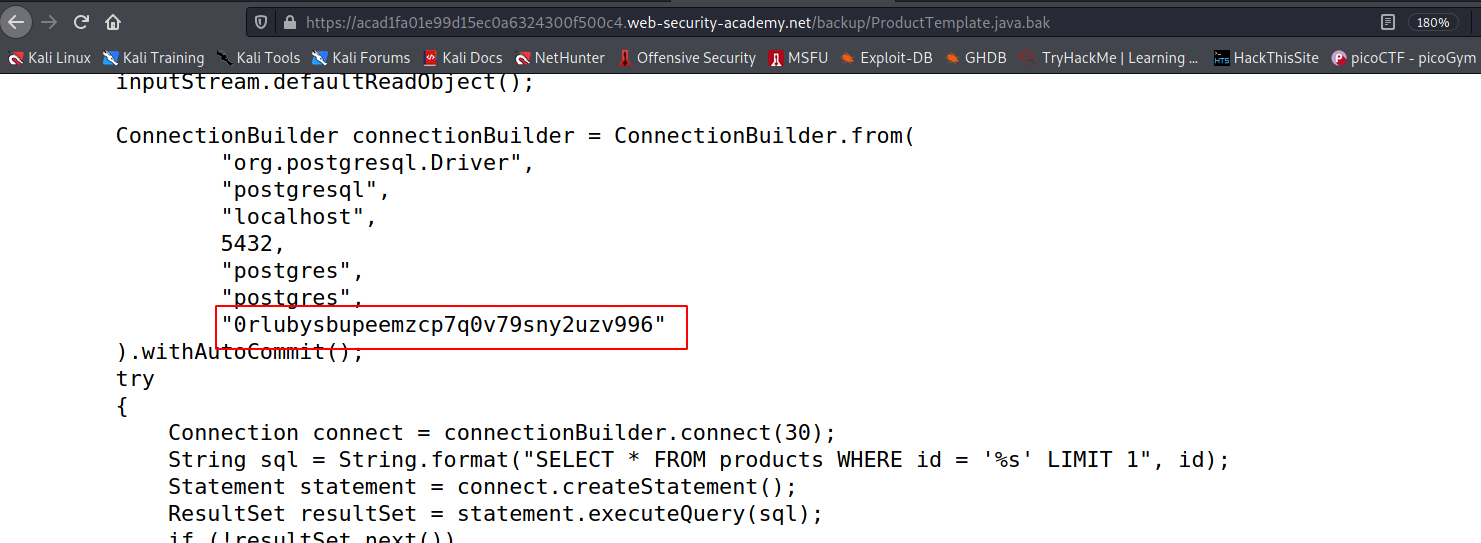 https://acad1fa01e99d15ec0a6324300f500c4.web-security-academy.net/backup/ProductTemplate.java.bak 180%
Kali Linux Kali Training Kali Tools Kali Forums Kali Docs NetHunter Offensive Security MSFU Exploit-DB GHDB TryHackMe | Learning ... HackThisSite picoCTF - picoGym
inputStream.defaultReadObject();
ConnectionBuilder connectionBuilder = ConnectionBuilder.from(
"org.postgresql.Driver",
"postgresql",
"localhost",
5432,
"postgres",
"postgres",
"0rlubysbupeemzcp7q0v79sny2uzv996"
).withAutoCommit();
try
{
Connection connect = connectionBuilder.connect(30);
String sql = String.format("SELECT * FROM products WHERE id = '%s' LIMIT 1", id);
Statement statement = connect.createStatement();
ResultSet resultSet = statement.executeQuery(sql);
if (!resultSet.next())